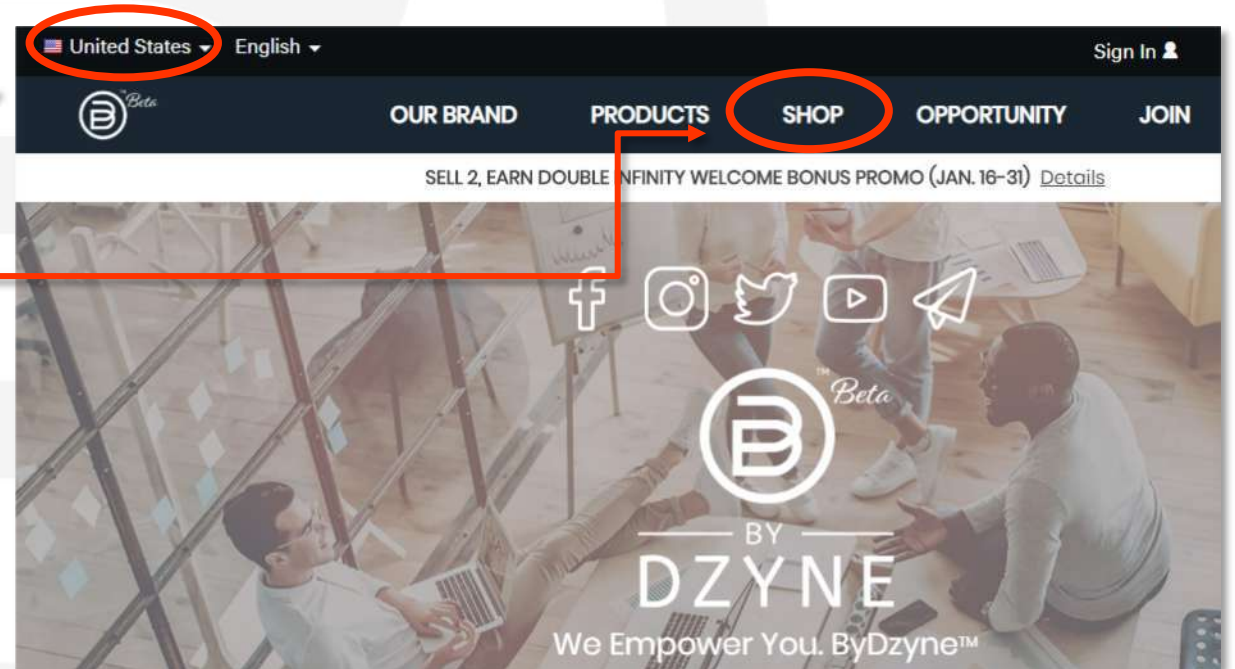 United States English Sign In
B ™ Beta OUR BRAND PRODUCTS SHOP OPPORTUNITY JOIN
SELL 2, EARN DOUBLE INFINITY WELCOME BONUS PROMO (JAN. 16-31) Details
B ™ Beta
BY
DZYNE
We Empower You. ByDzyne™